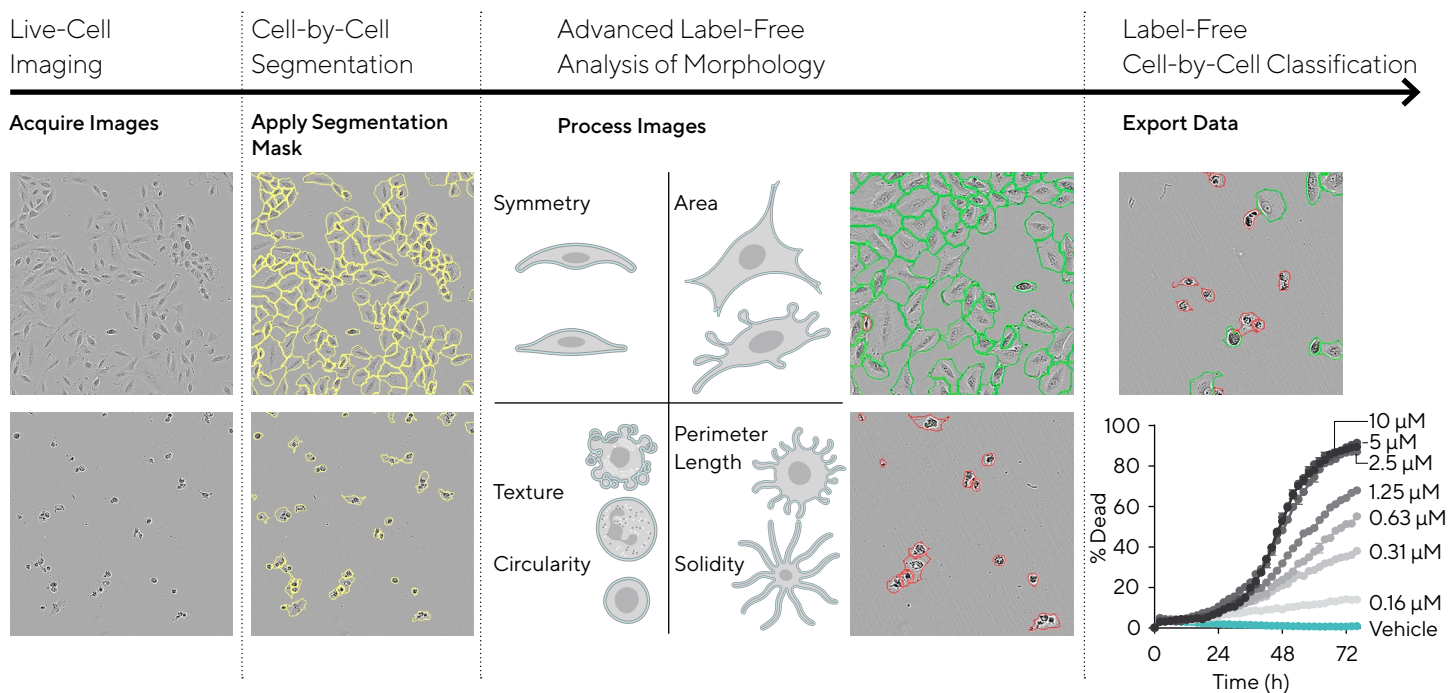 Live-Cell
Imaging
Cell-by-Cell
Segmentation
Advanced Label-Free
Analysis of Morphology
Label-Free
Cell-by-Cell Classification
Acquire Images
Apply Segmentation
Mask
Process Images
Export Data
Symmetry
Area
Texture
Circularity
Perimeter
Length
Solidity
% Dead
100
80
60
40
20
0
0
24
48
72
Time (h)
10 µM
5 µM
2.5 µM
1.25 µM
0.63 µM
0.31 µM
0.16 µM
Vehicle